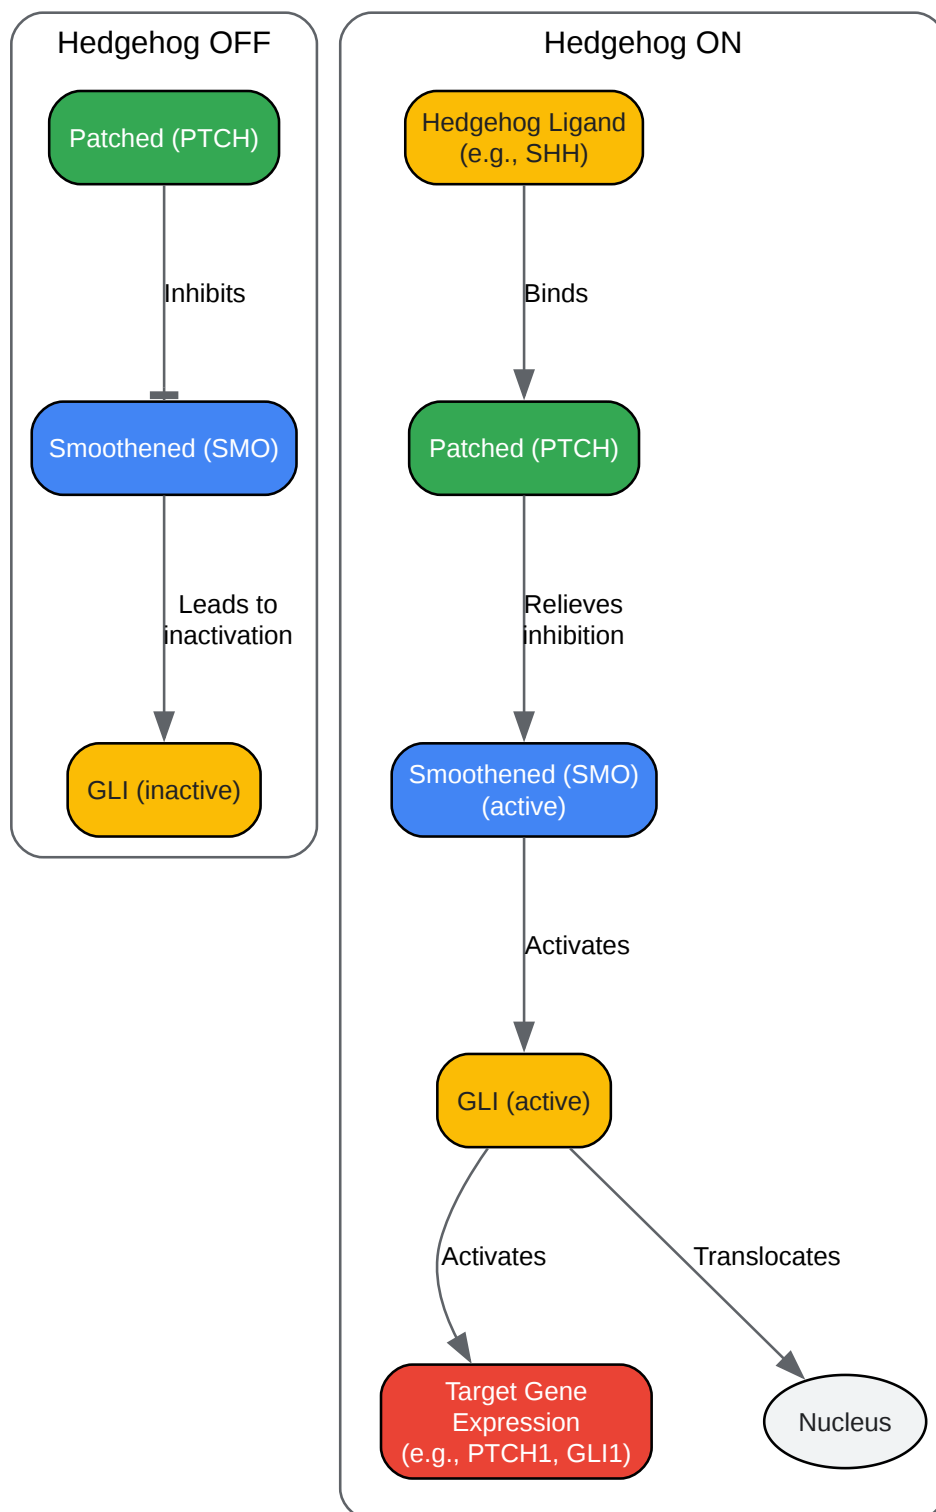 Hedgehog OFF
Patched (PTCH)
Inhibits
Smoothened (SMO)
Leads to
inactivation
GLI (inactive)
Hedgehog ON
Hedgehog Ligand
(e.g., SHH)
Binds
Patched (PTCH)
Relieves
inhibition
Smoothened (SMO)
(active)
Activates
GLI (active)
Activates
Translocates
Target Gene
Expression
(e.g., PTCH1, GLI1)
Nucleus